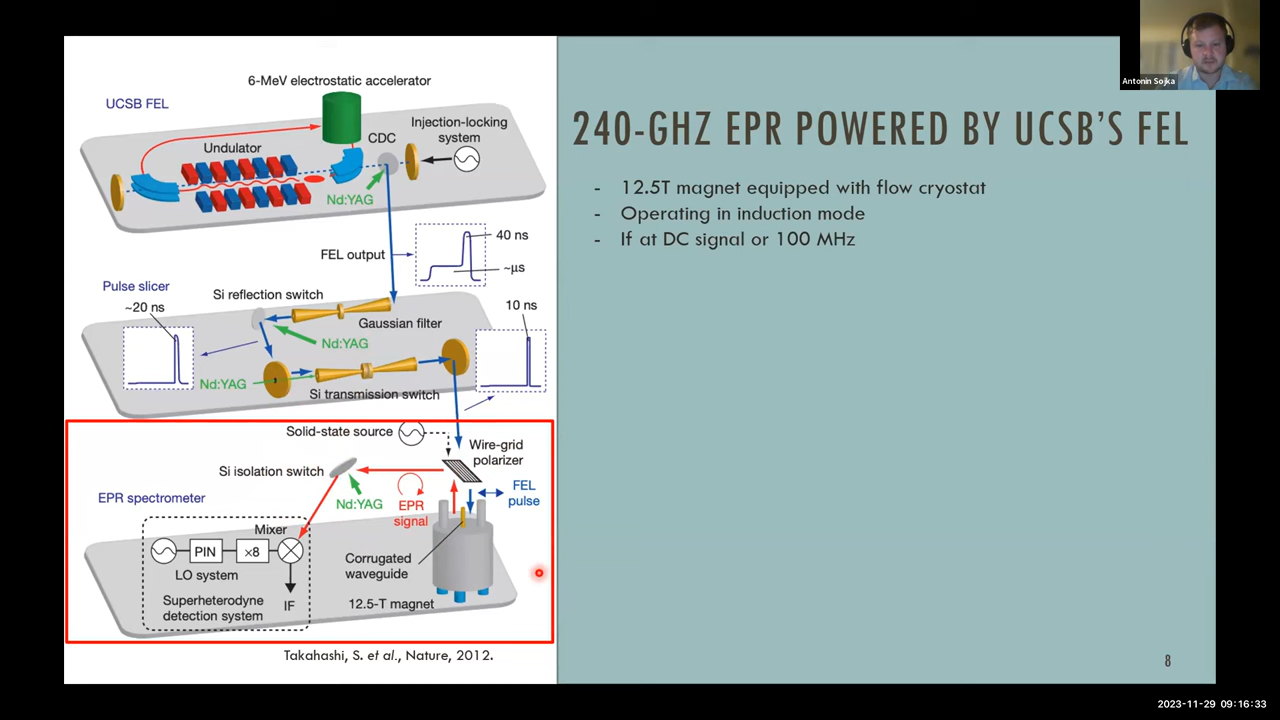 Antonin Sojka
240-GHZ EPR POWERED BY UCSB'S FEL
- 12.5T magnet equipped with flow cryostat
- Operating in induction mode
- If at DC signal or 100 MHz
6-MeV electrostatic accelerator
UCSB FEL
Injection-locking
system
CDC
Undulator
Nd:YAG
40 ns
FEL output
~μs
Pulse slicer
Si reflection switch
~20 ns
10 ns
Gaussian filter
Nd:YAG
Nd:YAG
Si transmission switch
Solid-state source
Wire-grid
polarizer
Si isolation switch
FEL
pulse
EPR spectrometer
Nd:YAG
EPR
signal
Mixer
PIN
×8
Corrugated
waveguide
LO system
Superheterodyne
detection system
IF
12.5-T magnet
Takahashi, S. et al., Nature, 2012.
8
2023-11-29 09:16:33